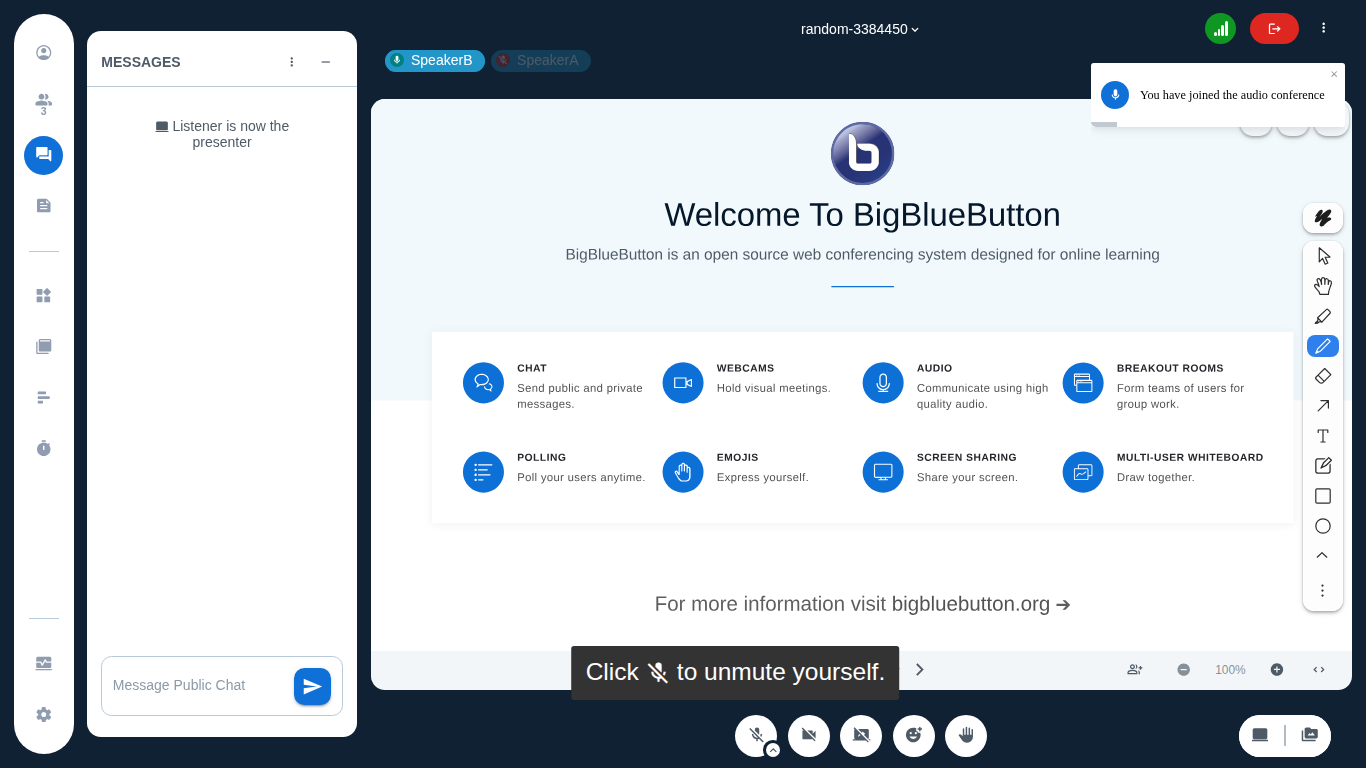 random-3384450
SpeakerB
SpeakerA
You have joined the audio conference
3
MESSAGES
Listener is now the
presenter
Message Public Chat
Welcome To BigBlueButton
BigBlueButton is an open source web conferencing system designed for online learning
CHAT
Send public and private
messages.
WEBCAMS
Hold visual meetings.
AUDIO
Communicate using high
quality audio.
BREAKOUT ROOMS
Form teams of users for
group work.
POLLING
Poll your users anytime.
EMOJIS
Express yourself.
SCREEN SHARING
Share your screen.
MULTI-USER WHITEBOARD
Draw together.
For more information visit bigbluebutton.org ➔
Click to unmute yourself.
100%